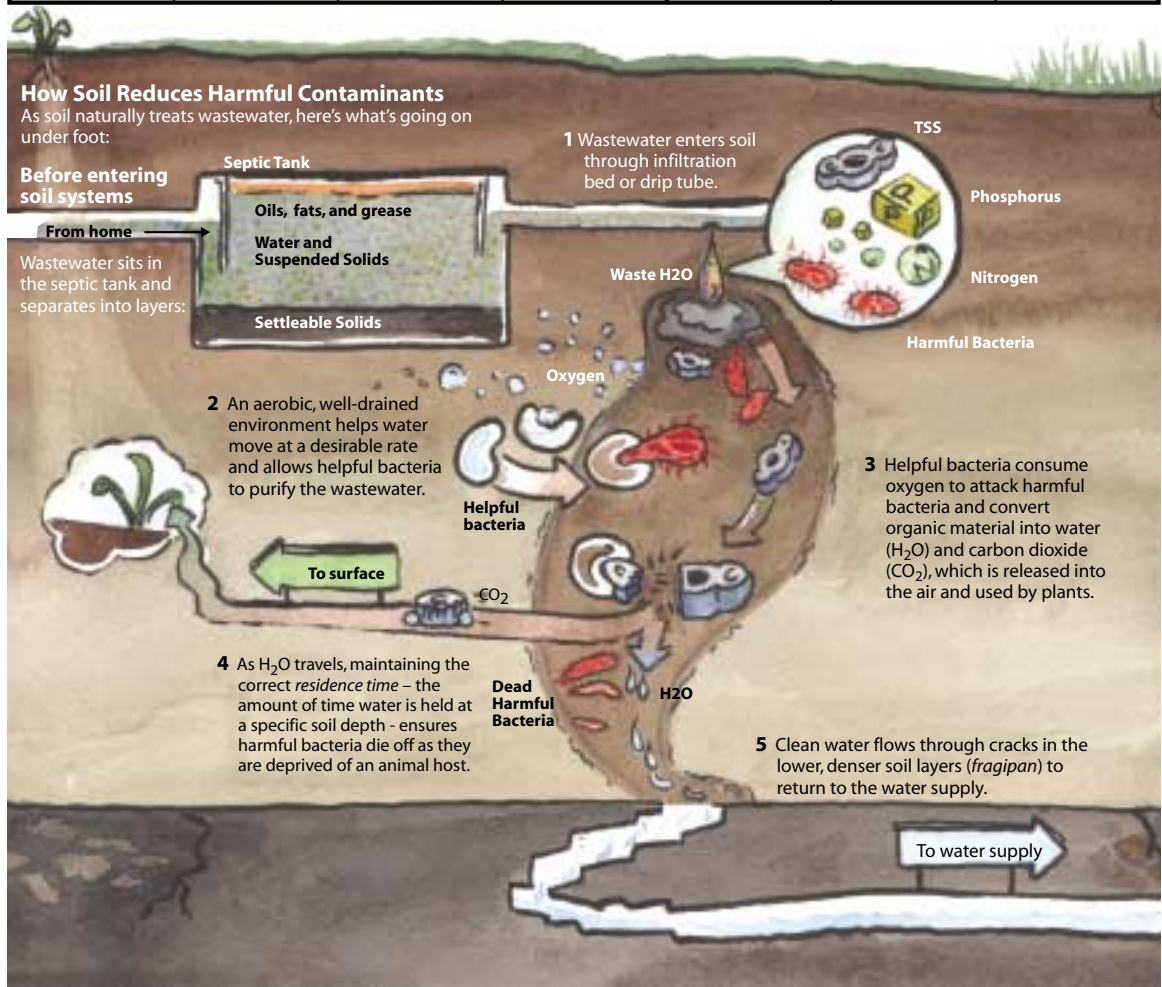 How Soil Reduces Harmful Contaminants
As soil naturally treats wastewater, here's what's going on
under foot:
Before entering
soil systems
Septic Tank
Oils, fats, and grease
Water and
Suspended Solids
Settleable Solids
From home
Wastewater sits in
the septic tank and
separates into layers:
1 Wastewater enters soil
through infiltration
bed or drip tube.
TSS
Phosphorus
P
Nitrogen
Harmful Bacteria
Waste H2O
Oxygen
2 An aerobic, well-drained
environment helps water
move at a desirable rate
and allows helpful bacteria
to purify the wastewater.
Helpful
bacteria
3 Helpful bacteria consume
oxygen to attack harmful
bacteria and convert
organic material into water
(H2O) and carbon dioxide
(CO2), which is released into
the air and used by plants.
To surface
CO2
4 As H2O travels, maintaining the
correct residence time – the
amount of time water is held at
a specific soil depth - ensures
harmful bacteria die off as they
are deprived of an animal host.
Dead
Harmful
Bacteria
H2O
5 Clean water flows through cracks in the
lower, denser soil layers (fragipan) to
return to the water supply.
To water supply